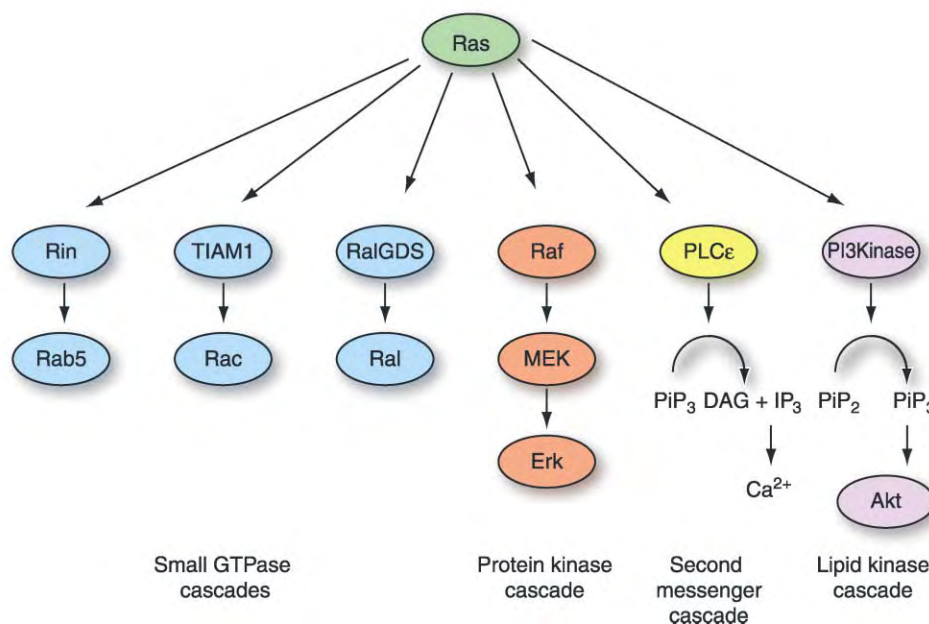 Ras
Rin
TIAM1
RalGDS
Raf
PLCε
PI3Kinase
Rab5
Rac
Ral
MEK
PiP₃ DAG + IP₃
PiP₂
PiP₃
Erk
Ca²⁺
Akt
Small GTPase
cascades
Protein kinase
cascade
Second
messenger
cascade
Lipid kinase
cascade